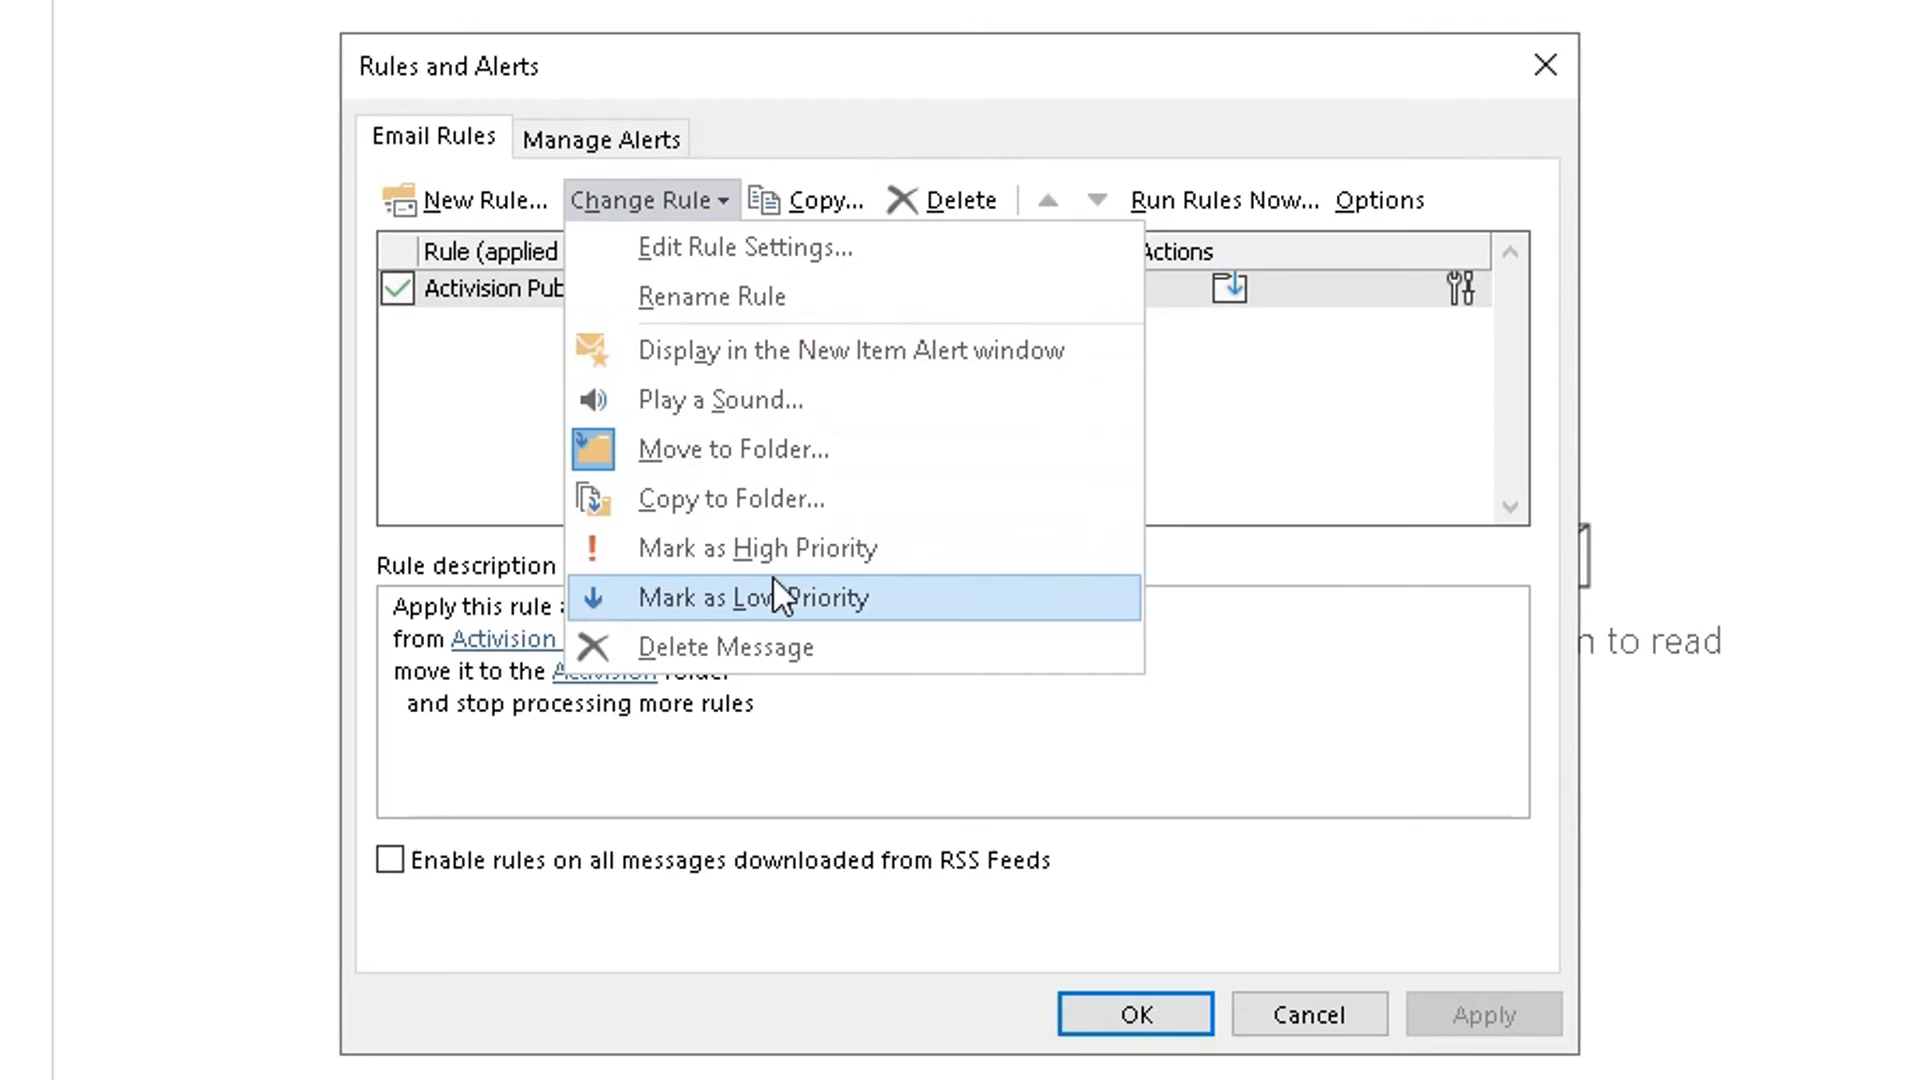 Rules and Alerts
Email Rules
Manage Alerts
New Rule...
Change Rule
Copy...
Delete
Run Rules Now...
Options
Rule (applied
Actions
Activision
Edit Rule Settings...
Rename Rule
Display in the New Item Alert window
Play a Sound...
Move to Folder...
Copy to Folder...
Mark as High Priority
Mark as Low Priority
Delete Message
Rule description
Apply this rule
from Activision
move it to the Activision folder
and stop processing more rules
to read
Enable rules on all messages downloaded from RSS Feeds
OK
Cancel
Apply